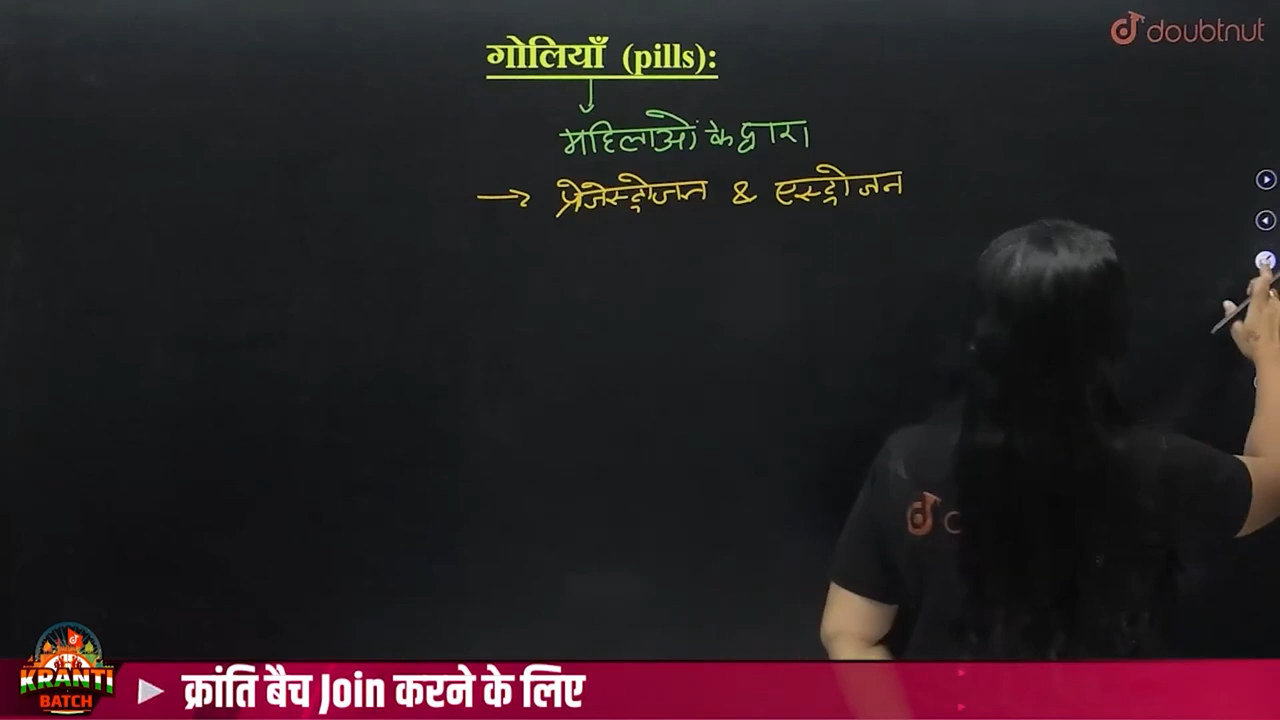 doubtnut
गोलियाँ (pills):
महिलाओं के द्वारा
→ प्रोजेस्ट्रोजन & एस्ट्रोजन
KRANTI
BATCH
क्रांति बैच Join करने के लिए